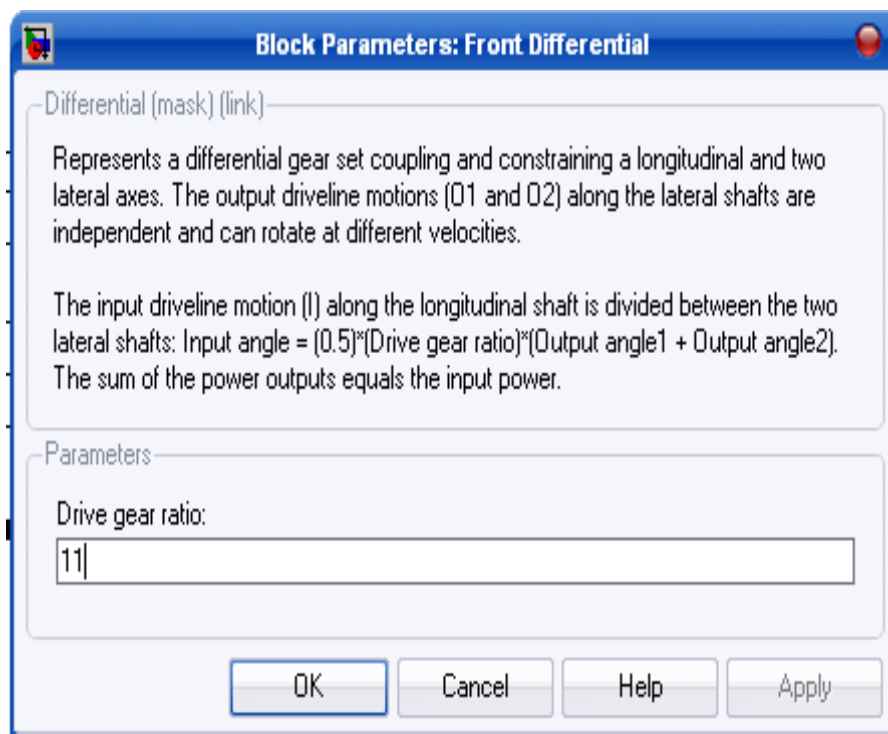 Block Parameters: Front Differential
Differential (mask) (link)
Represents a differential gear set coupling and constraining a longitudinal and two
lateral axes. The output driveline motions (O1 and O2) along the lateral shafts are
independent and can rotate at different velocities.
The input driveline motion (I) along the longitudinal shaft is divided between the two
lateral shafts: Input angle = (0.5)*(Drive gear ratio)*(Output angle1 + Output angle2).
The sum of the power outputs equals the input power.
Parameters
Drive gear ratio:
11
OK Cancel Help Apply